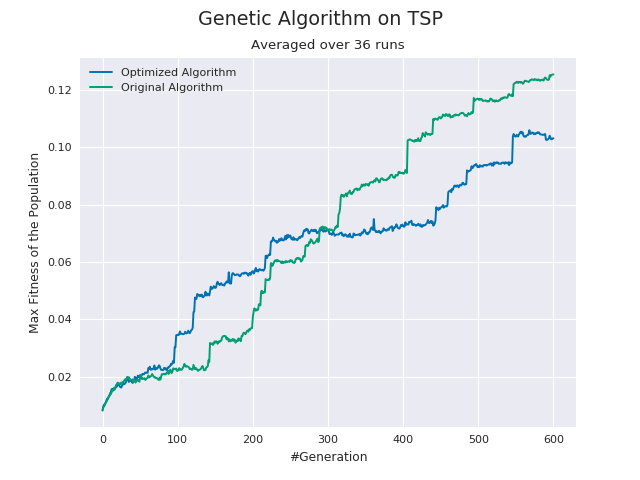 Genetic Algorithm on TSP
Averaged over 36 runs
Optimized Algorithm
Original Algorithm
0.12
0.10
0.08
0.06
0.04
0.02
Max Fitness of the Population
0 100 200 300 400 500 600
#Generation